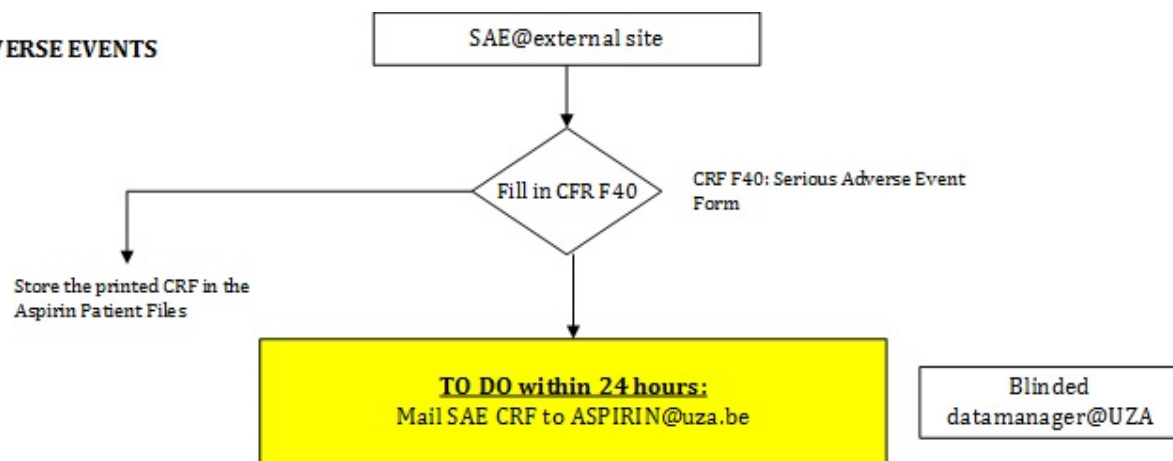 VERSE EVENTS
SAE@external site
Fill in CFR F40
CRF F40: Serious Adverse Event
Form
Store the printed CRF in the
Aspirin Patient Files
TO DO within 24 hours:
Mail SAE CRF to ASPIRIN@uza.be
Blinded
datamanager@UZA